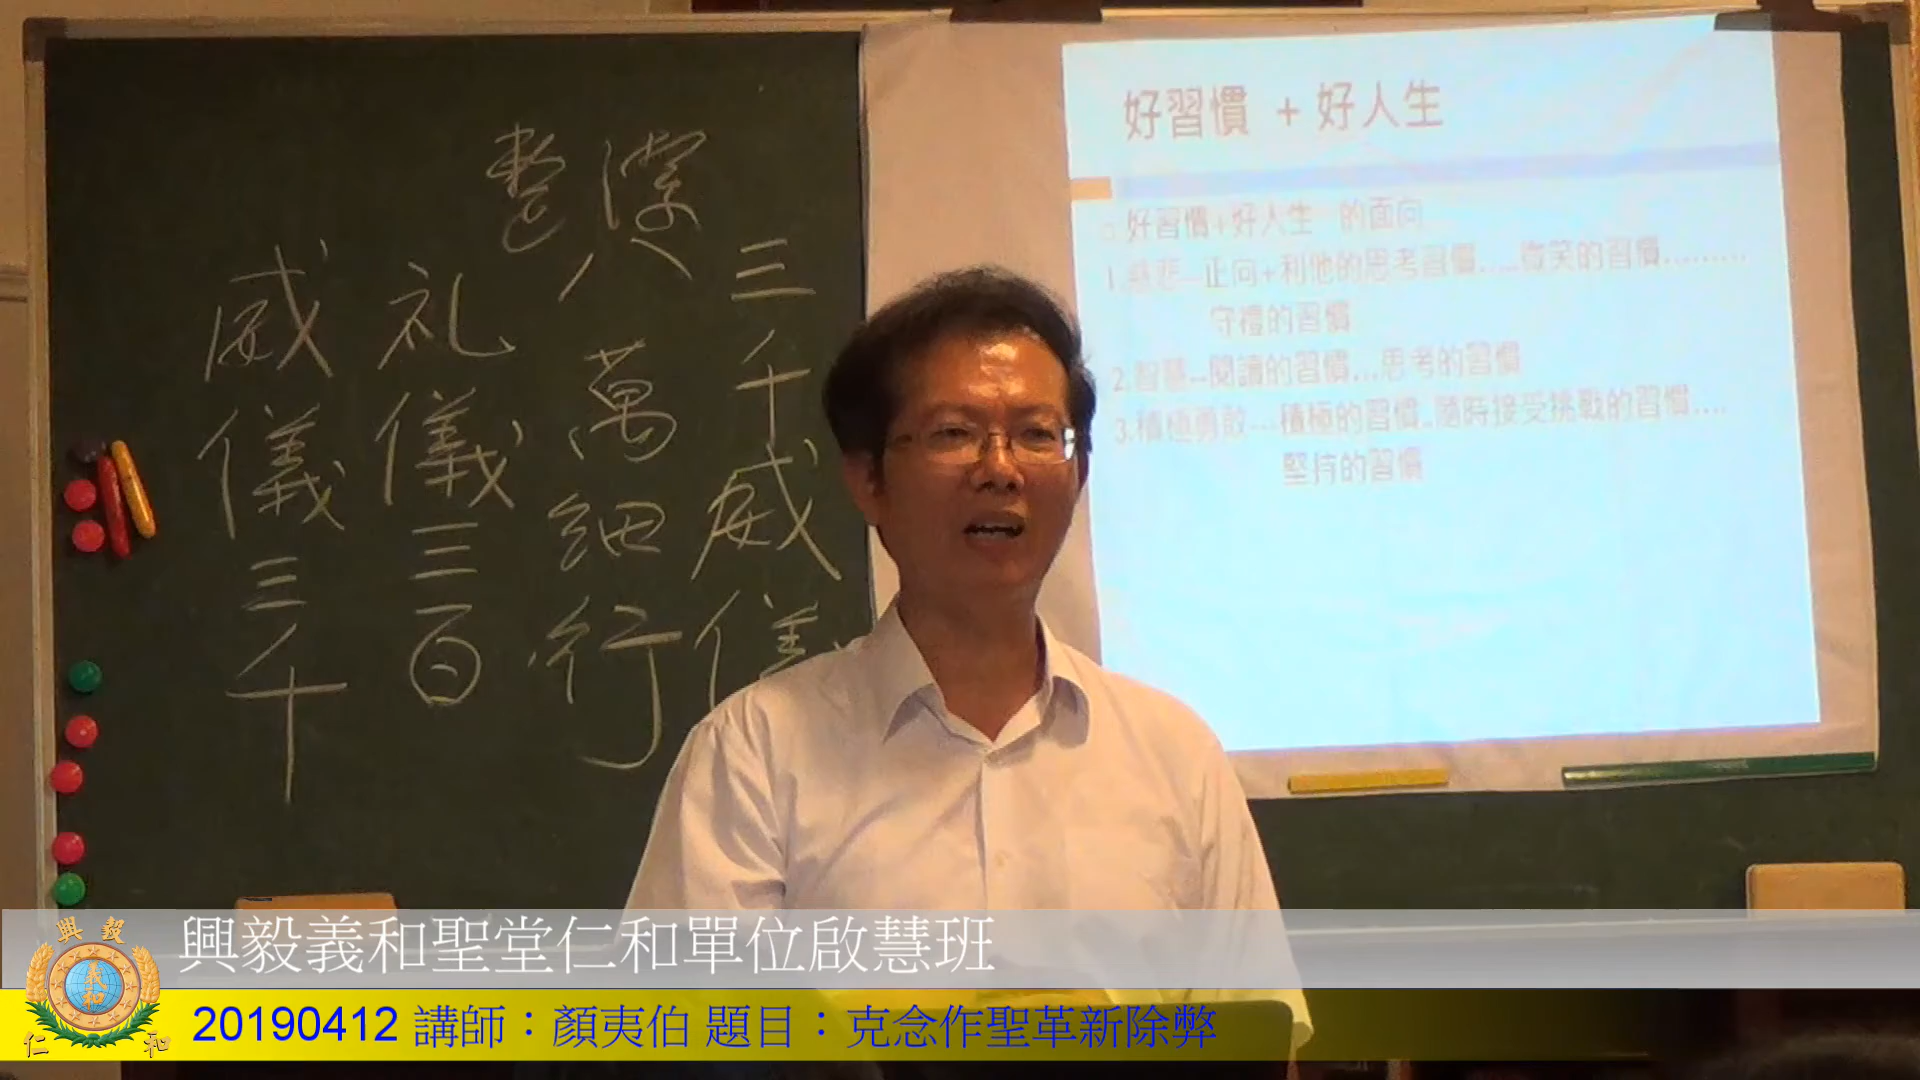 整潔
三千威儀
八萬細行
礼儀三百
威儀三千
好習慣 + 好人生
好習慣+好人生 的面向
1.慈悲--正向+利他的思考習慣.....微笑的習慣.........
守禮的習慣
2.智慧--閱讀的習慣...思考的習慣
3.積極勇敢---積極的習慣..隨時接受挑戰的習慣....
堅持的習慣
興毅義和聖堂仁和單位啟慧班
20190412 講師：顏夷伯 題目：克念作聖革新除弊
興毅
義和
仁和